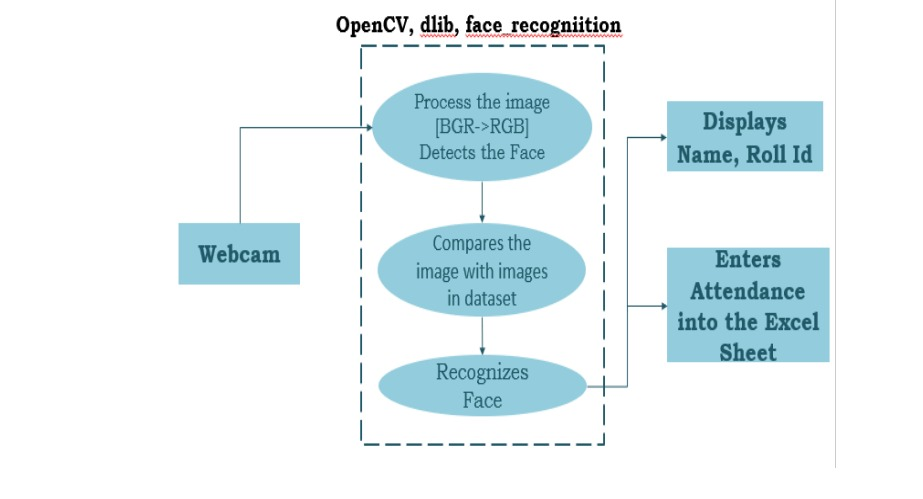 OpenCV, dlib, face_recogniition
Process the image
[BGR->RGB]
Detects the Face
Displays
Name, Roll Id
Webcam
Compares the
image with images
in dataset
Enters
Attendance
into the Excel
Sheet
Recognizes
Face